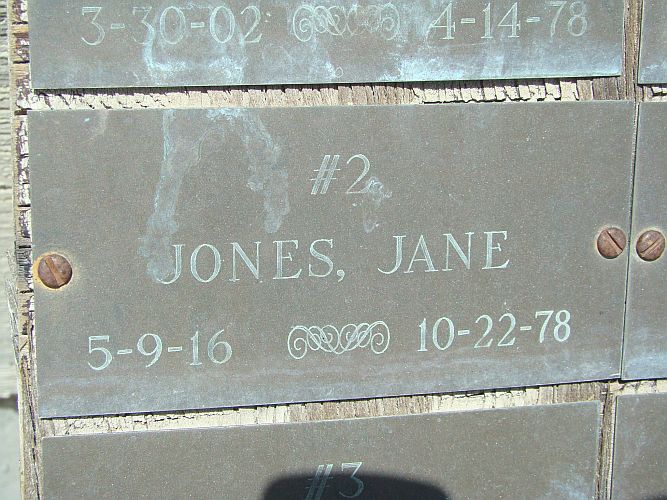 3-30-02 4-14-78
#2
JONES, JANE
5-9-16 10-22-78
#3